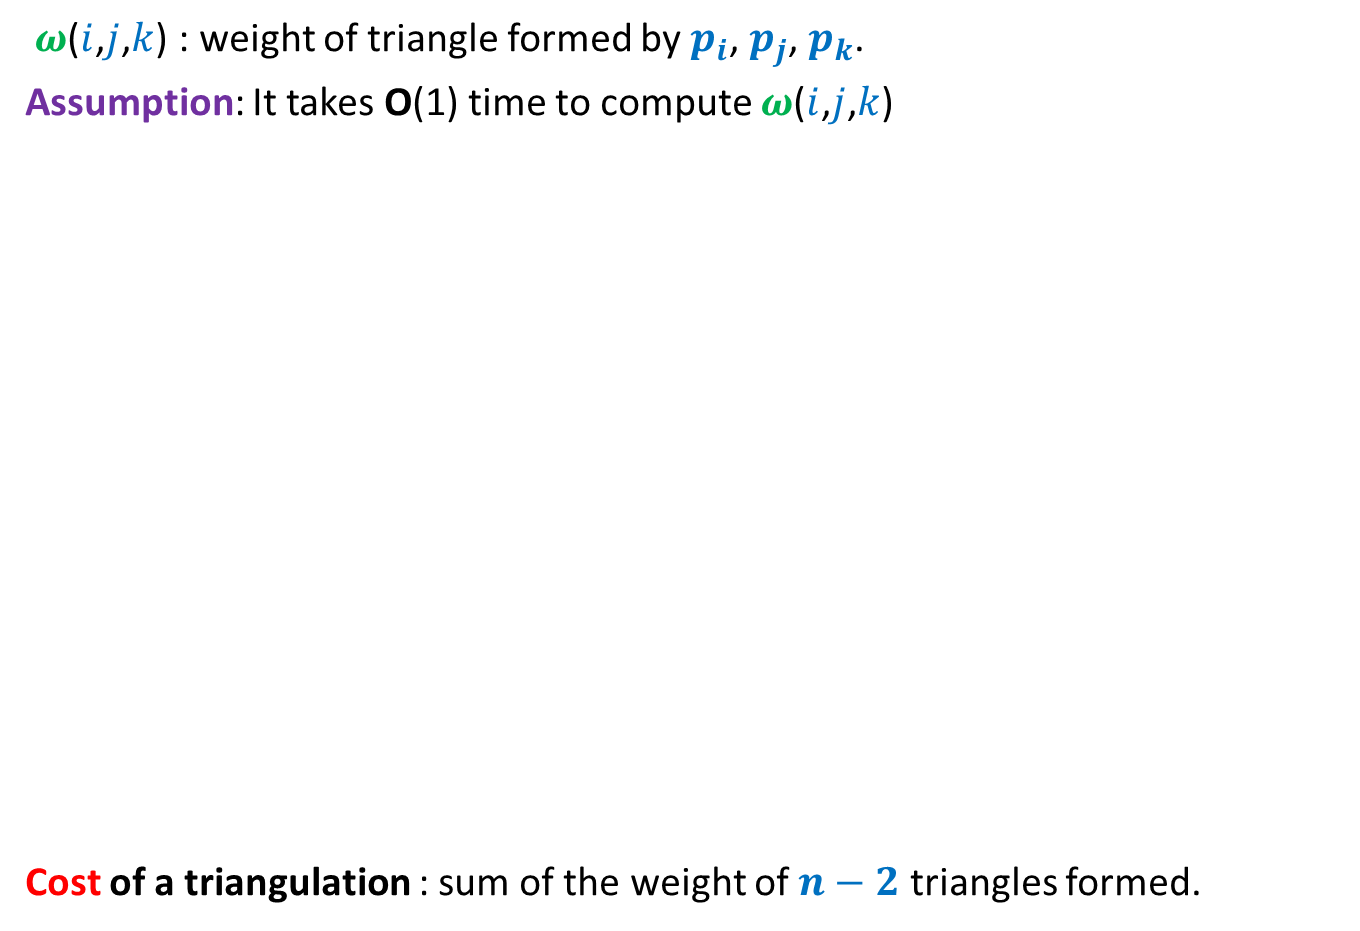 ω(i,j,k) : weight of triangle formed by pᵢ, pⱼ, pₖ.
Assumption: It takes O(1) time to compute ω(i,j,k)
Cost of a triangulation : sum of the weight of n − 2 triangles formed.